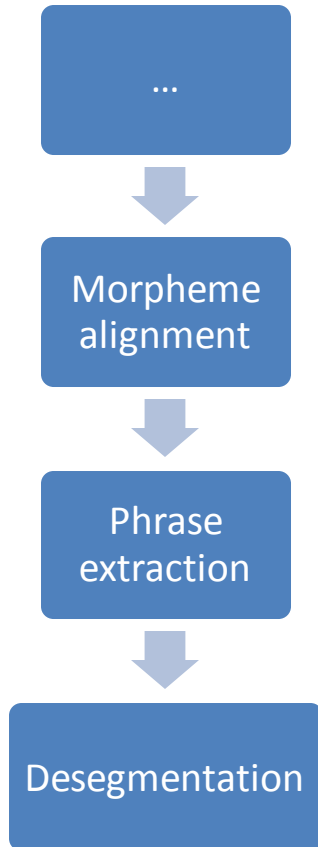 …
Morpheme
alignment
Phrase
extraction
Desegmentation